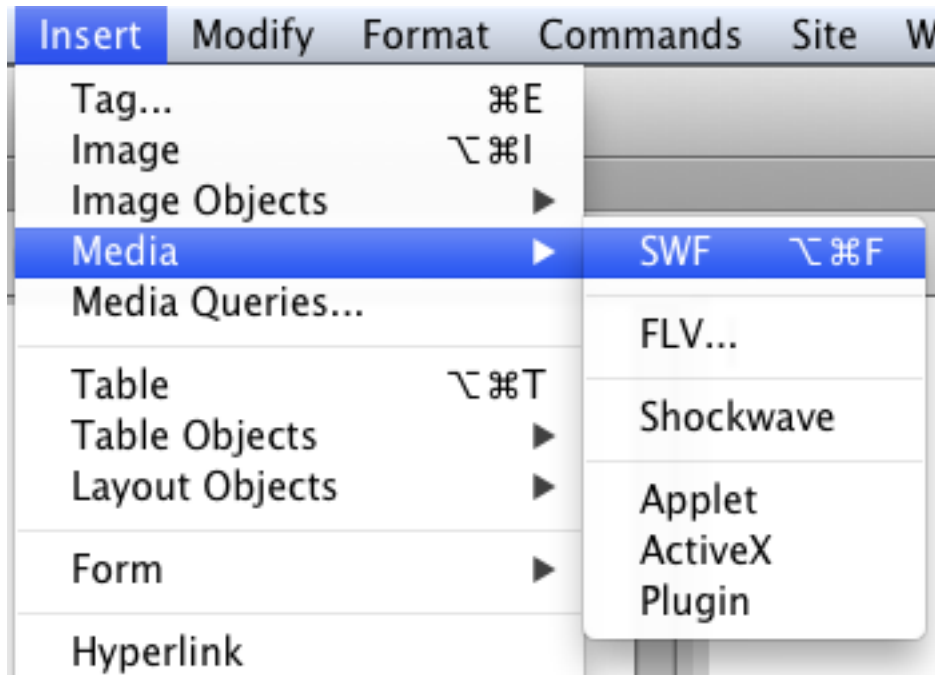 Insert Modify Format Commands Site W
Tag... ⌘E
Image ⌥⌘I
Image Objects ▶
Media ▶
Media Queries...
Table ⌥⌘T
Table Objects ▶
Layout Objects ▶
Form ▶
Hyperlink
SWF ⌥⌘F
FLV...
Shockwave
Applet
ActiveX
Plugin